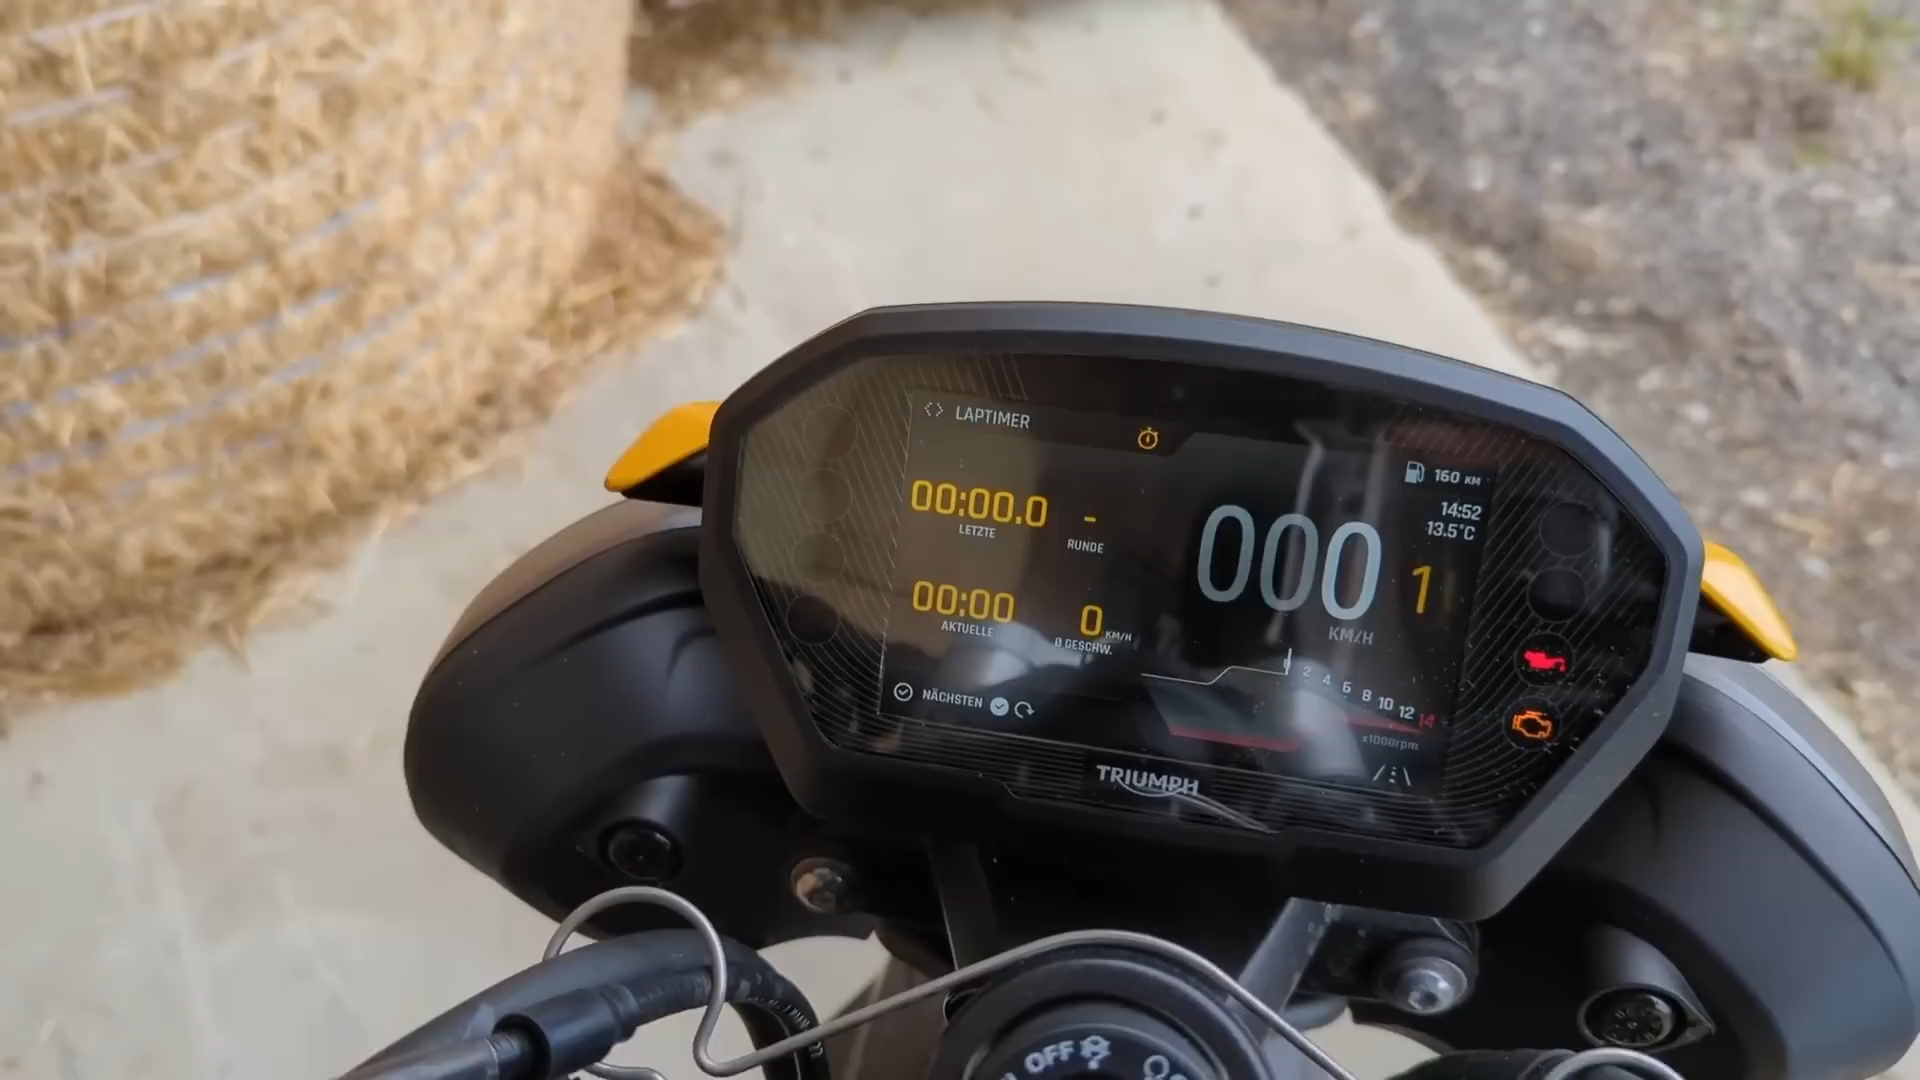 LAPTIMER
160 KM
14:52
13.5°C
00:00.0 -
LETZTE RUNDE
000 1
KM/H
00:00 0 KM/H
AKTUELLE Ø GESCHW.
0 2 4 6 8 10 12 14
x1000rpm
NÄCHSTEN
TRIUMPH
OFF